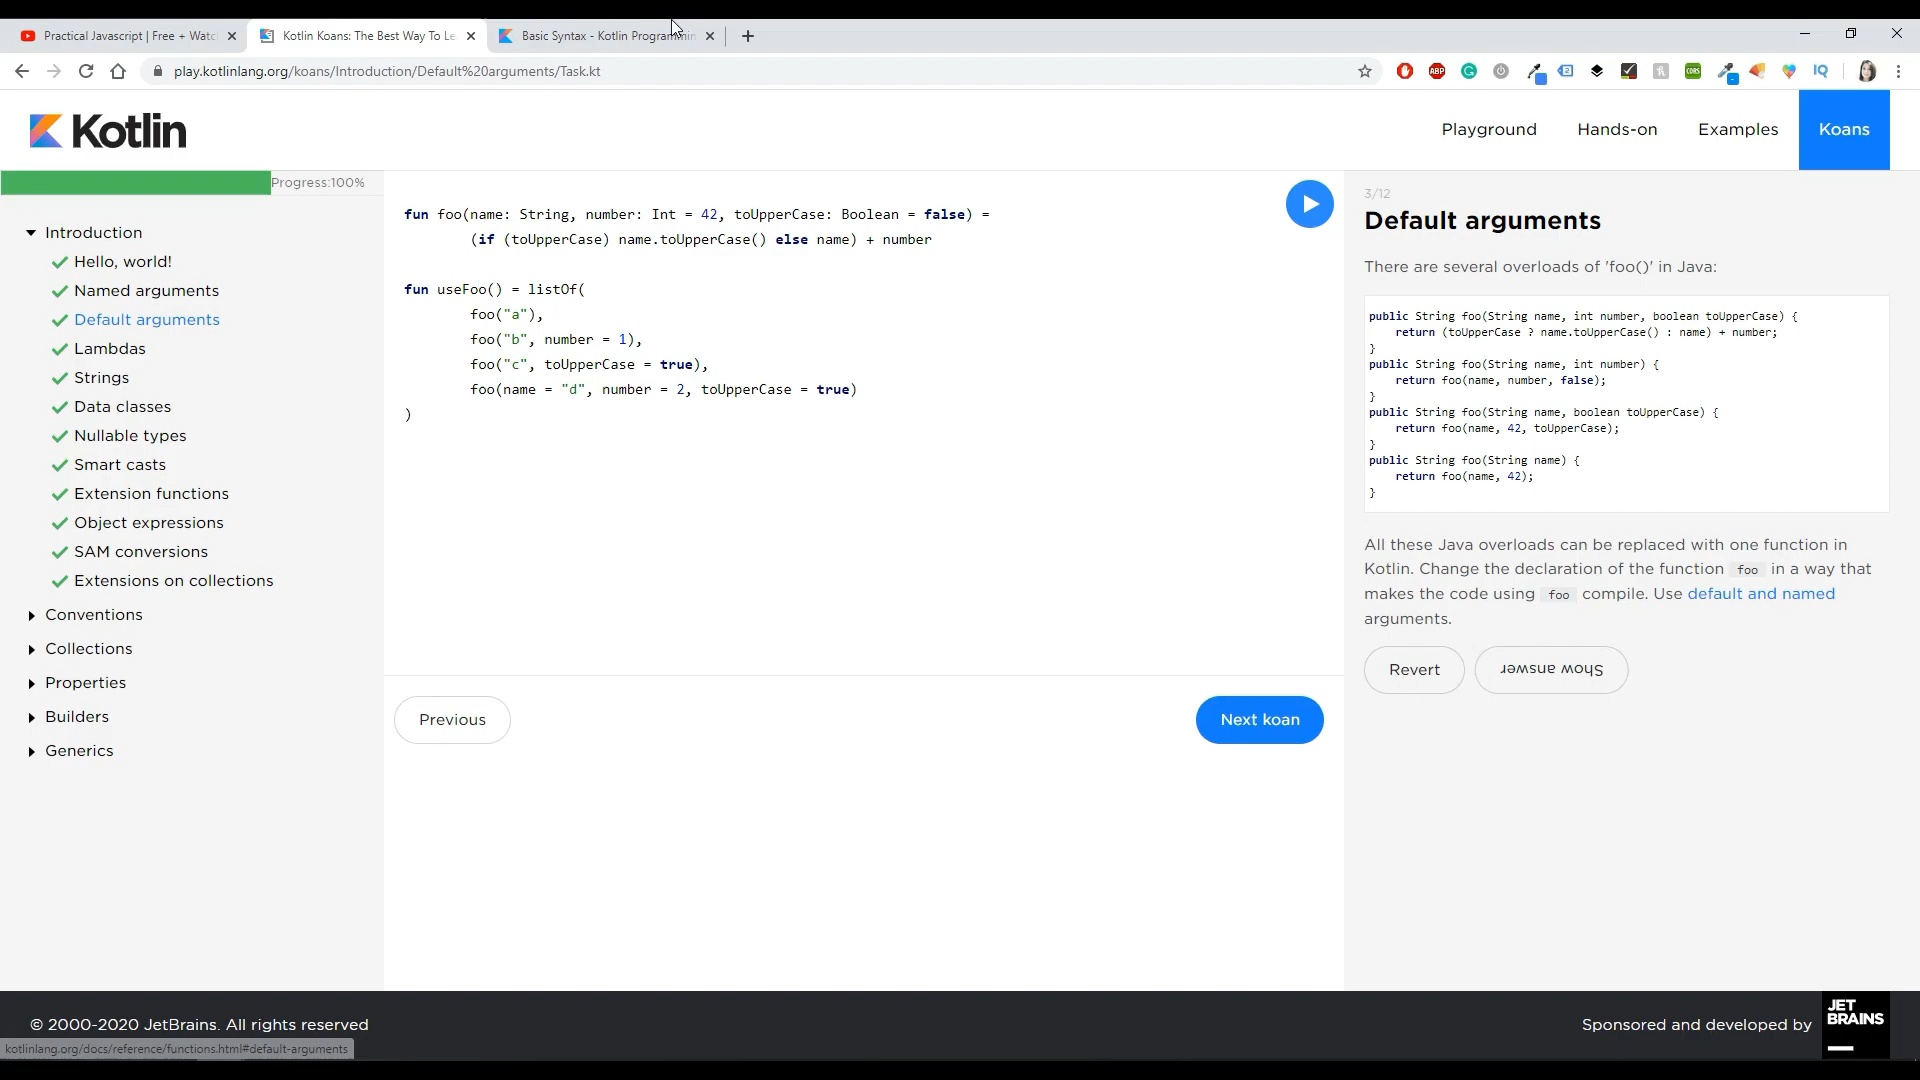 Practical Javascript | Free + Watc
Kotlin Koans: The Best Way To Le
Basic Syntax - Kotlin Programmin
play.kotlinlang.org/koans/Introduction/Default%20arguments/Task.kt
ABP
CORS
IQ
Kotlin
Playground
Hands-on
Examples
Koans
Progress:100%
Introduction
Hello, world!
Named arguments
Default arguments
Lambdas
Strings
Data classes
Nullable types
Smart casts
Extension functions
Object expressions
SAM conversions
Extensions on collections
Conventions
Collections
Properties
Builders
Generics
fun foo(name: String, number: Int = 42, toUpperCase: Boolean = false) =
(if (toUpperCase) name.toUpperCase() else name) + number
fun useFoo() = listOf(
foo("a"),
foo("b", number = 1),
foo("c", toUpperCase = true),
foo(name = "d", number = 2, toUpperCase = true)
)
Previous
Next koan
3/12
Default arguments
There are several overloads of 'foo()' in Java:
public String foo(String name, int number, boolean toUpperCase) {
return (toUpperCase ? name.toUpperCase() : name) + number;
}
public String foo(String name, int number) {
return foo(name, number, false);
}
public String foo(String name, boolean toUpperCase) {
return foo(name, 42, toUpperCase);
}
public String foo(String name) {
return foo(name, 42);
}
All these Java overloads can be replaced with one function in
Kotlin. Change the declaration of the function foo in a way that
makes the code using foo compile. Use default and named
arguments.
Revert
Show answer
© 2000-2020 JetBrains. All rights reserved
Sponsored and developed by
JET
BRAINS
kotlinlang.org/docs/reference/functions.html#default-arguments